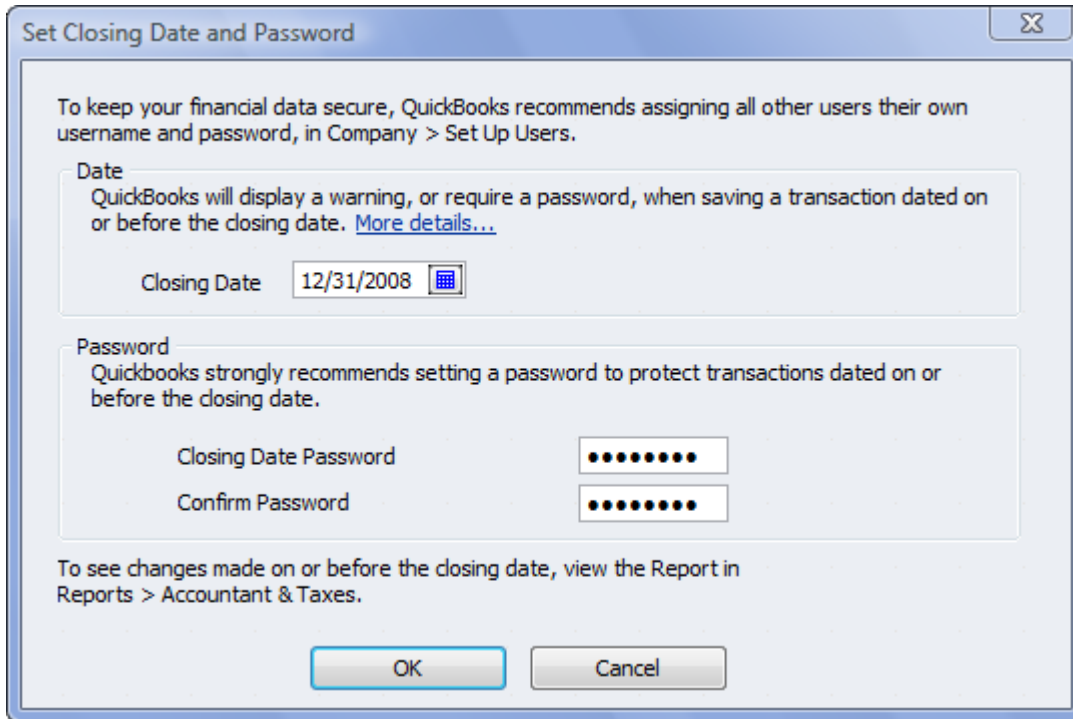 Set Closing Date and Password
To keep your financial data secure, QuickBooks recommends assigning all other users their own
username and password, in Company > Set Up Users.
Date
QuickBooks will display a warning, or require a password, when saving a transaction dated on
or before the closing date. More details...
Closing Date 12/31/2008
Password
Quickbooks strongly recommends setting a password to protect transactions dated on or
before the closing date.
Closing Date Password ●●●●●●●●
Confirm Password ●●●●●●●●
To see changes made on or before the closing date, view the Report in
Reports > Accountant & Taxes.
OK Cancel